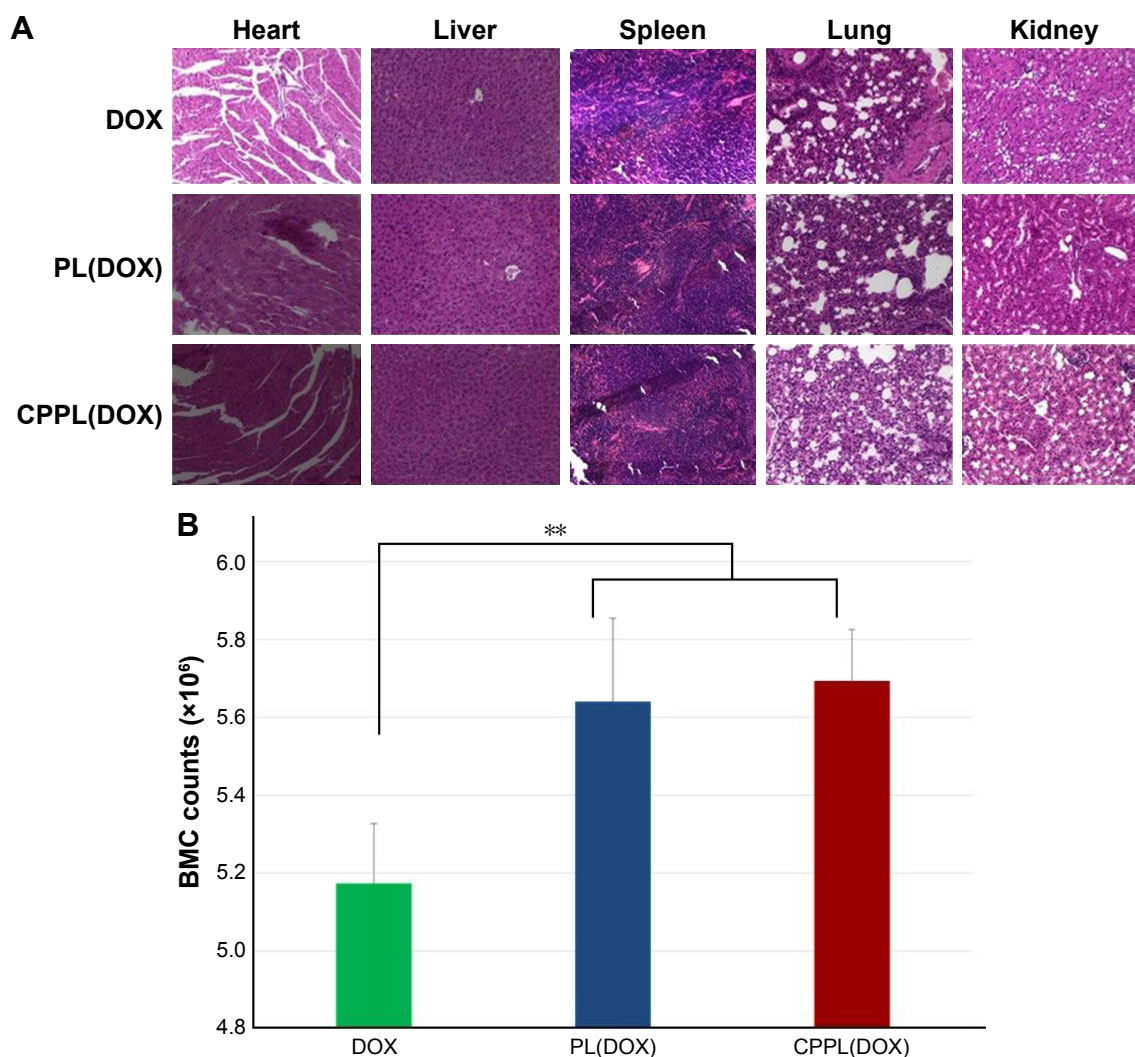 A
Heart Liver Spleen Lung Kidney
DOX
PL(DOX)
CPPL(DOX)
B
**
6.0
5.8
5.6
5.4
5.2
5.0
4.8
BMC counts (×10⁶)
DOX PL(DOX) CPPL(DOX)